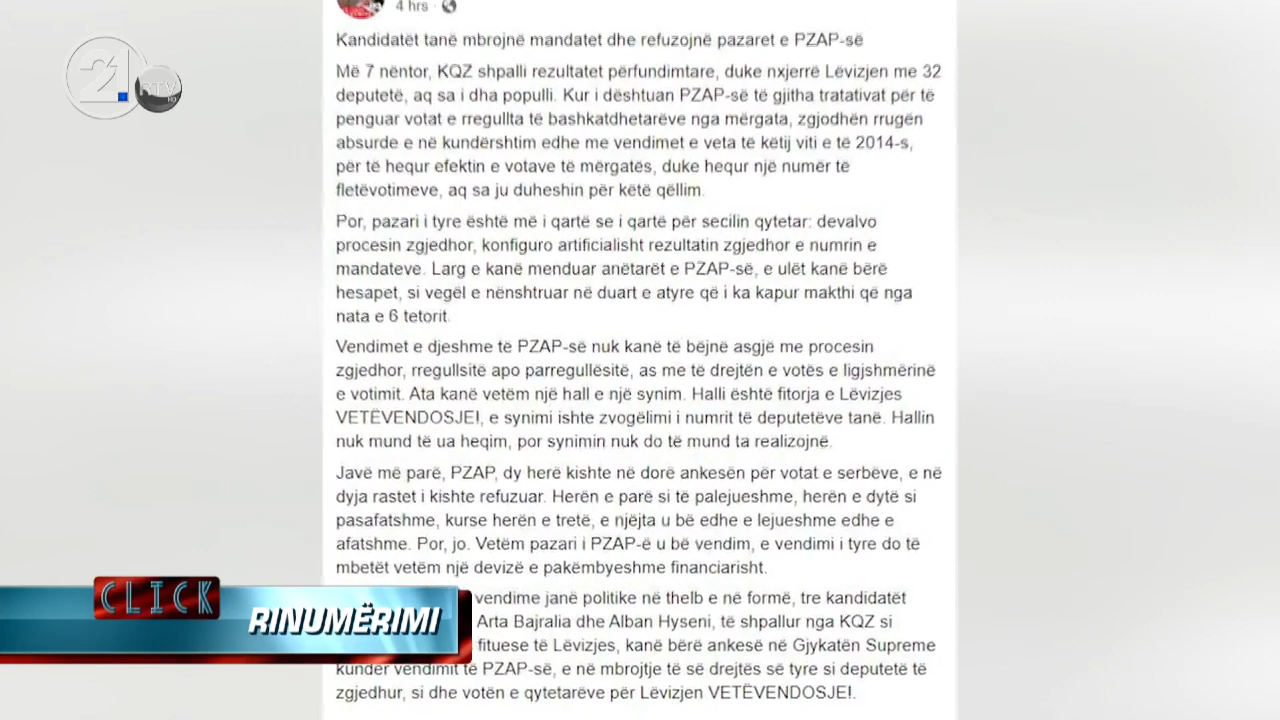 4 hrs
21
RTV
HD
Kandidatët tanë mbrojnë mandatet dhe refuzojnë pazaret e PZAP-së
Më 7 nëntor, KQZ shpalli rezultatet përfundimtare, duke nxjerrë Lëvizjen me 32
deputetë, aq sa i dha populli. Kur i dështuan PZAP-së të gjitha tratativat për të
penguar votat e rregullta të bashkatdhetarëve nga mërgata, zgjodhën rrugën
absurde e në kundërshtim edhe me vendimet e veta të këtij viti e të 2014-s,
për të hequr efektin e votave të mërgatës, duke hequr një numër të
fletëvotimeve, aq sa ju duheshin për këtë qëllim.
Por, pazari i tyre është më i qartë se i qartë për secilin qytetar: devalvo
procesin zgjedhor, konfiguro artificialisht rezultatin zgjedhor e numrin e
mandateve. Larg e kanë menduar anëtarët e PZAP-së, e ulët kanë bërë
hesapet, si vegël e nënshtruar në duart e atyre që i ka kapur makthi që nga
nata e 6 tetorit.
Vendimet e djeshme të PZAP-së nuk kanë të bëjnë asgjë me procesin
zgjedhor, rregullsitë apo parregullësitë, as me të drejtën e votës e ligjshmërinë
e votimit. Ata kanë vetëm një hall e një synim. Halli është fitorja e Lëvizjes
VETËVENDOSJE!, e synimi ishte zvogëlimi i numrit të deputetëve tanë. Hallin
nuk mund të ua heqim, por synimin nuk do të mund ta realizojnë.
Javë më parë, PZAP, dy herë kishte në dorë ankesën për votat e serbëve, e në
dyja rastet i kishte refuzuar. Herën e parë si të palejueshme, herën e dytë si
pasafatshme, kurse herën e tretë, e njëjta u bë edhe e lejueshme edhe e
afatshme. Por, jo. Vetëm pazari i PZAP-ë u bë vendim, e vendimi i tyre do të
mbetët vetëm një devizë e pakëmbyeshme financiarisht.
vendime janë politike në thelb e në formë, tre kandidatët
Arta Bajralia dhe Alban Hyseni, të shpallur nga KQZ si
fituese të Lëvizjes, kanë bërë ankesë në Gjykatën Supreme
kundër vendimit të PZAP-së, e në mbrojtje të së drejtës së tyre si deputetë të
zgjedhur, si dhe votën e qytetarëve për Lëvizjen VETËVENDOSJE!.
CLICK
RINUMËRIMI